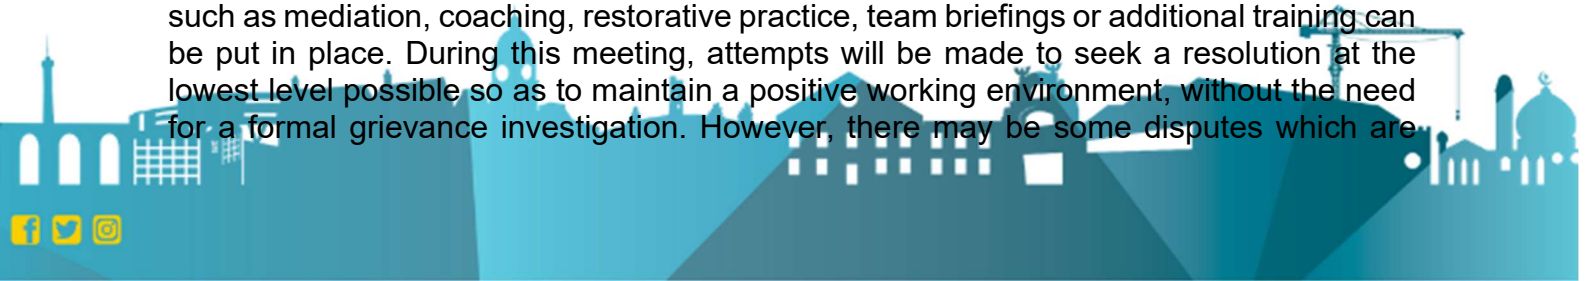 such as mediation, coaching, restorative practice, team briefings or additional training can
be put in place. During this meeting, attempts will be made to seek a resolution at the
lowest level possible so as to maintain a positive working environment, without the need
for a formal grievance investigation. However, there may be some disputes which are